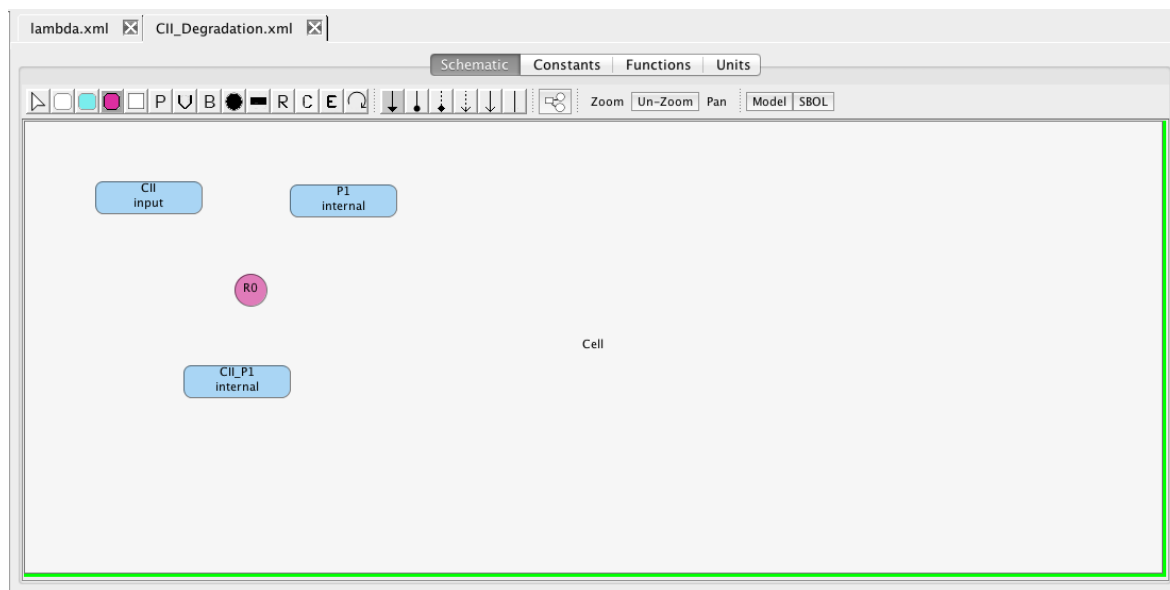 lambda.xml CII_Degradation.xml
Schematic Constants Functions Units
P B R C E Zoom Un-Zoom Pan Model SBOL
CII
input
P1
internal
R0
Cell
CII_P1
internal